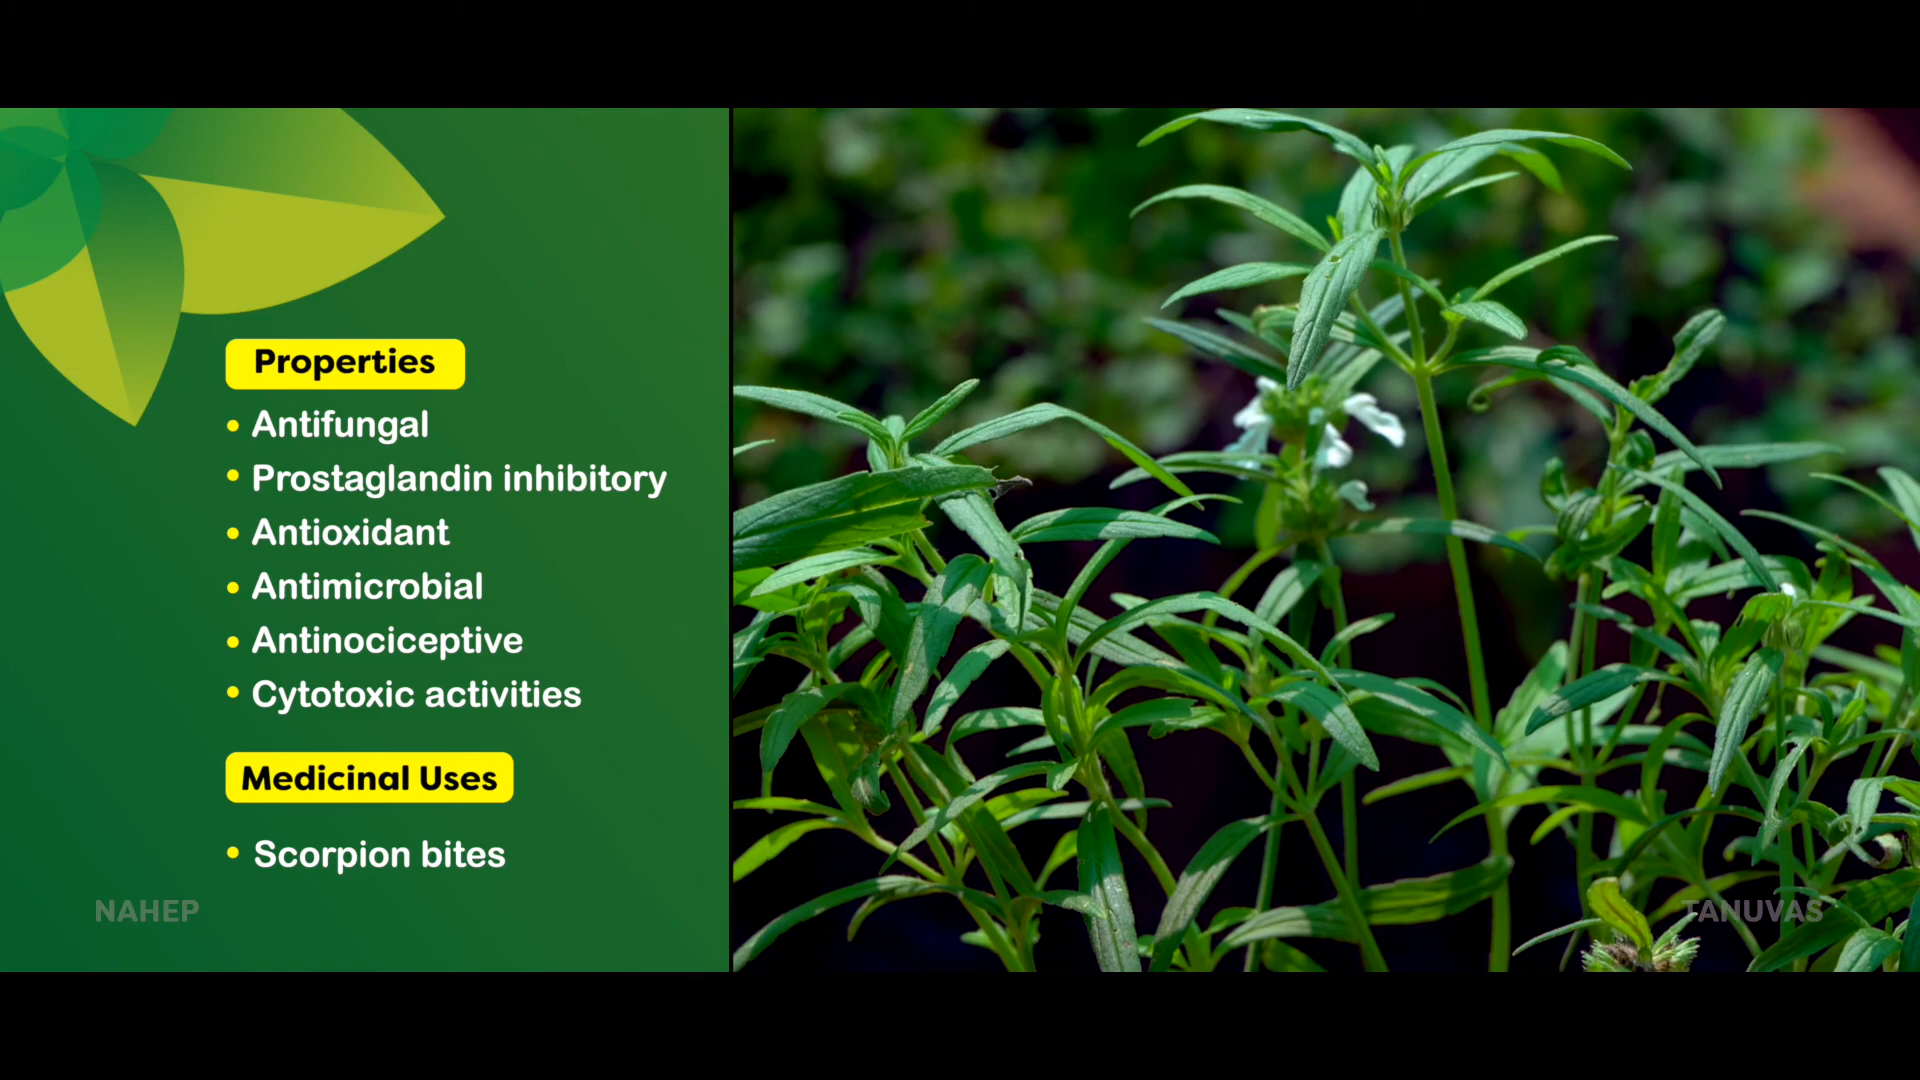 Properties
• Antifungal
• Prostaglandin inhibitory
• Antioxidant
• Antimicrobial
• Antinociceptive
• Cytotoxic activities
Medicinal Uses
• Scorpion bites
NAHEP
TANUVAS